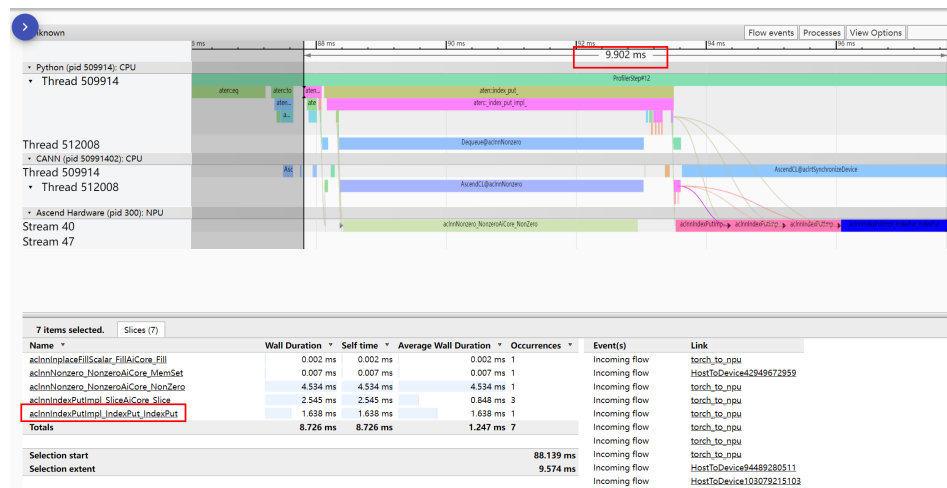 known
Flow events Processes View Options
5 ms 88 ms 90 ms 92 ms 94 ms 96 ms
9.902 ms
Python (pid 509914): CPU
Thread 509914
ProfilerStep#12
aten:eq aten:to aten... aten:index_put_
aten... ate aten:_index_put_impl_
a...
Thread 512008
Dequeue@aclnnNonzero
CANN (pid 50991402): CPU
Thread 509914
Asc AscendCL@aclrtSynchronizeDevice
Thread 512008
AscendCL@aclnnNonzero
Ascend Hardware (pid 300): NPU
Stream 40
aclnnNonzero_NonzeroAiCore_NonZero aclnnIndexPutImp... aclnnIndexPutImp... aclnnIndexPutImp...
Stream 47
7 items selected. Slices (7)
Name Wall Duration Self time Average Wall Duration Occurrences Event(s) Link
aclnnInplaceFillScalar_FillAiCore_Fill 0.002 ms 0.002 ms 0.002 ms 1 Incoming flow torch_to_npu
aclnnNonzero_NonzeroAiCore_MemSet 0.007 ms 0.007 ms 0.007 ms 1 Incoming flow HostToDevice42949672959
aclnnNonzero_NonzeroAiCore_NonZero 4.534 ms 4.534 ms 4.534 ms 1 Incoming flow torch_to_npu
aclnnIndexPutImpl_SliceAiCore_Slice 2.545 ms 2.545 ms 0.848 ms 3 Incoming flow torch_to_npu
aclnnIndexPutImpl_IndexPut_IndexPut 1.638 ms 1.638 ms 1.638 ms 1 Incoming flow torch_to_npu
Totals 8.726 ms 8.726 ms 1.247 ms 7 Incoming flow torch_to_npu
Incoming flow torch_to_npu
Selection start 88.139 ms Incoming flow torch_to_npu
Selection extent 9.574 ms Incoming flow HostToDevice94489280511
Incoming flow HostToDevice103079215103